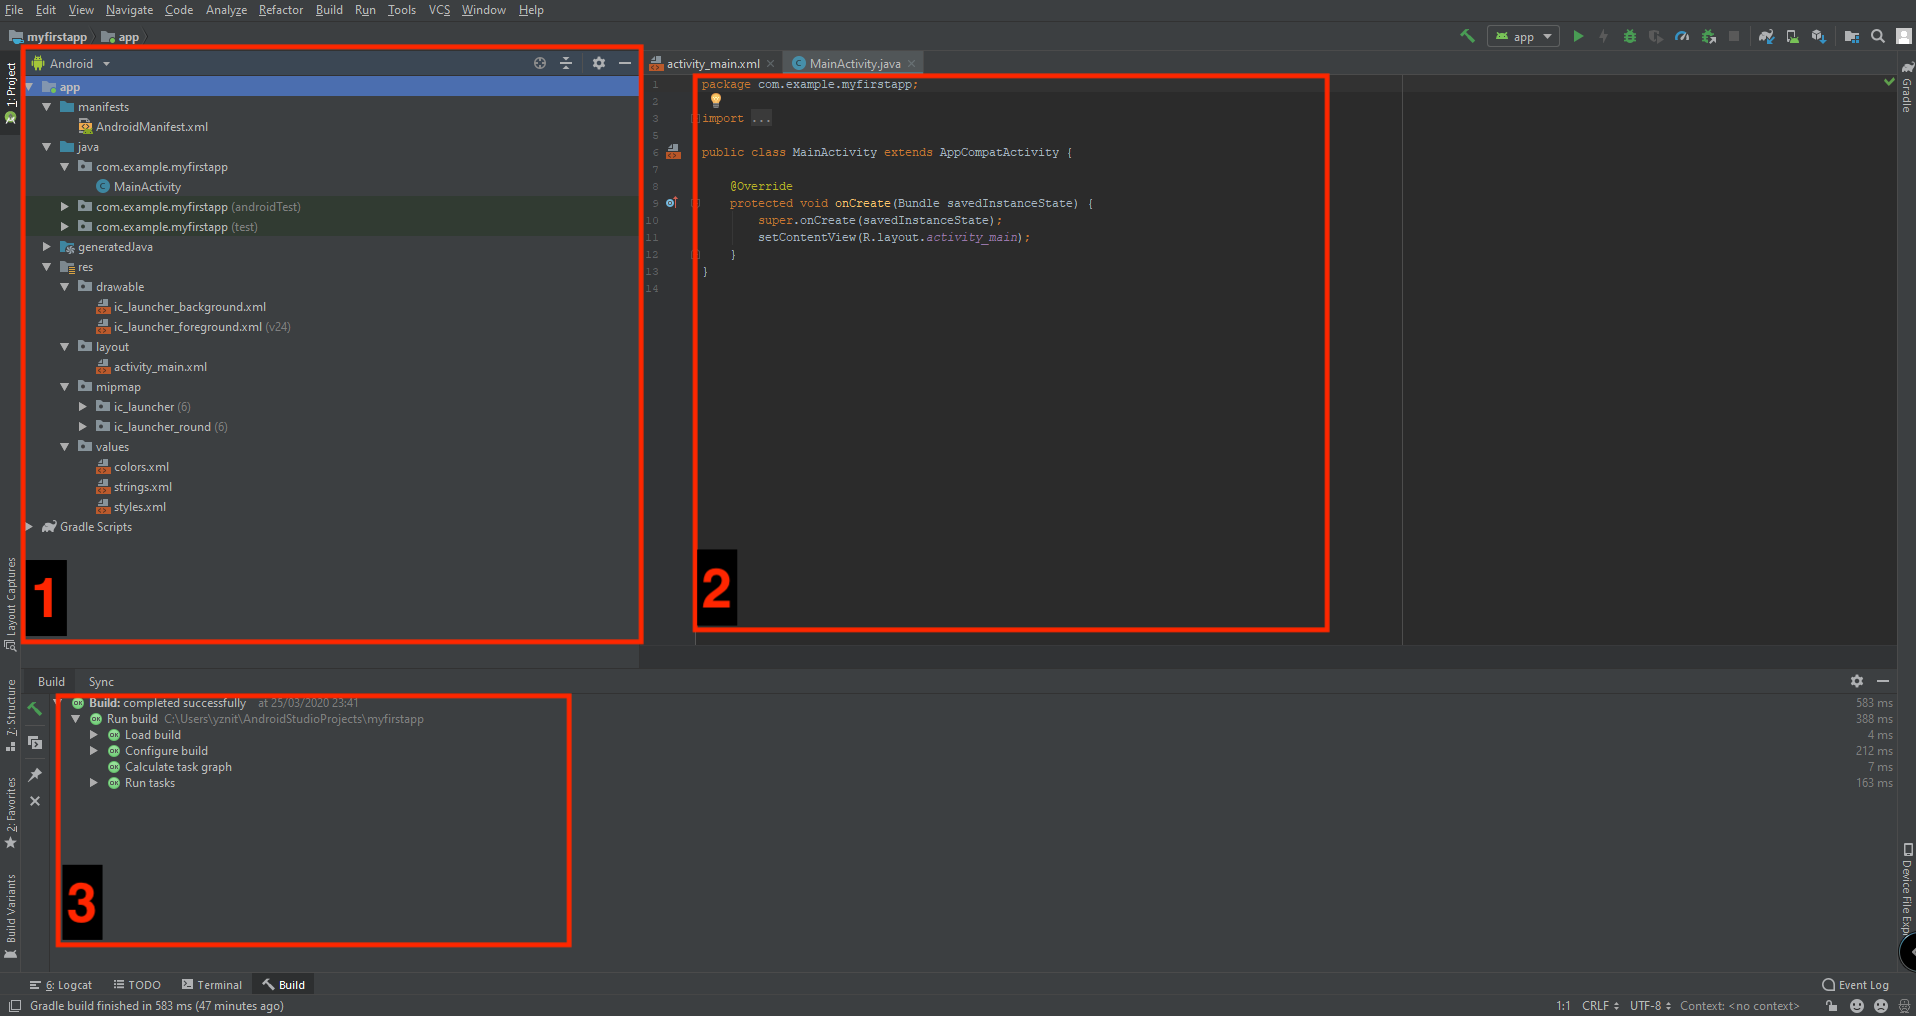 File Edit View Navigate Code Analyze Refactor Build Run Tools VCS Window Help
myfirstapp app
app
1: Project
Android
activity_main.xml
MainActivity.java
Gradle
app
manifests
AndroidManifest.xml
java
com.example.myfirstapp
MainActivity
com.example.myfirstapp (androidTest)
com.example.myfirstapp (test)
generatedJava
res
drawable
ic_launcher_background.xml
ic_launcher_foreground.xml (v24)
layout
activity_main.xml
mipmap
ic_launcher (6)
ic_launcher_round (6)
values
colors.xml
strings.xml
styles.xml
Gradle Scripts
1
1 package com.example.myfirstapp;
2
3 import ...
5
6 public class MainActivity extends AppCompatActivity {
7
8 @Override
9 protected void onCreate(Bundle savedInstanceState) {
10 super.onCreate(savedInstanceState);
11 setContentView(R.layout.activity_main);
12 }
13 }
14
2
Layout Captures
7: Structure
2: Favorites
Build Variants
Build Sync
Build: completed successfully at 25/03/2020 23:41 583 ms
Run build C:\Users\yznit\AndroidStudioProjects\myfirstapp 388 ms
Load build 4 ms
Configure build 212 ms
Calculate task graph 7 ms
Run tasks 163 ms
3
Device File
6: Logcat TODO Terminal Build Event Log
Gradle build finished in 583 ms (47 minutes ago) 1:1 CRLF UTF-8 Context: <no context>